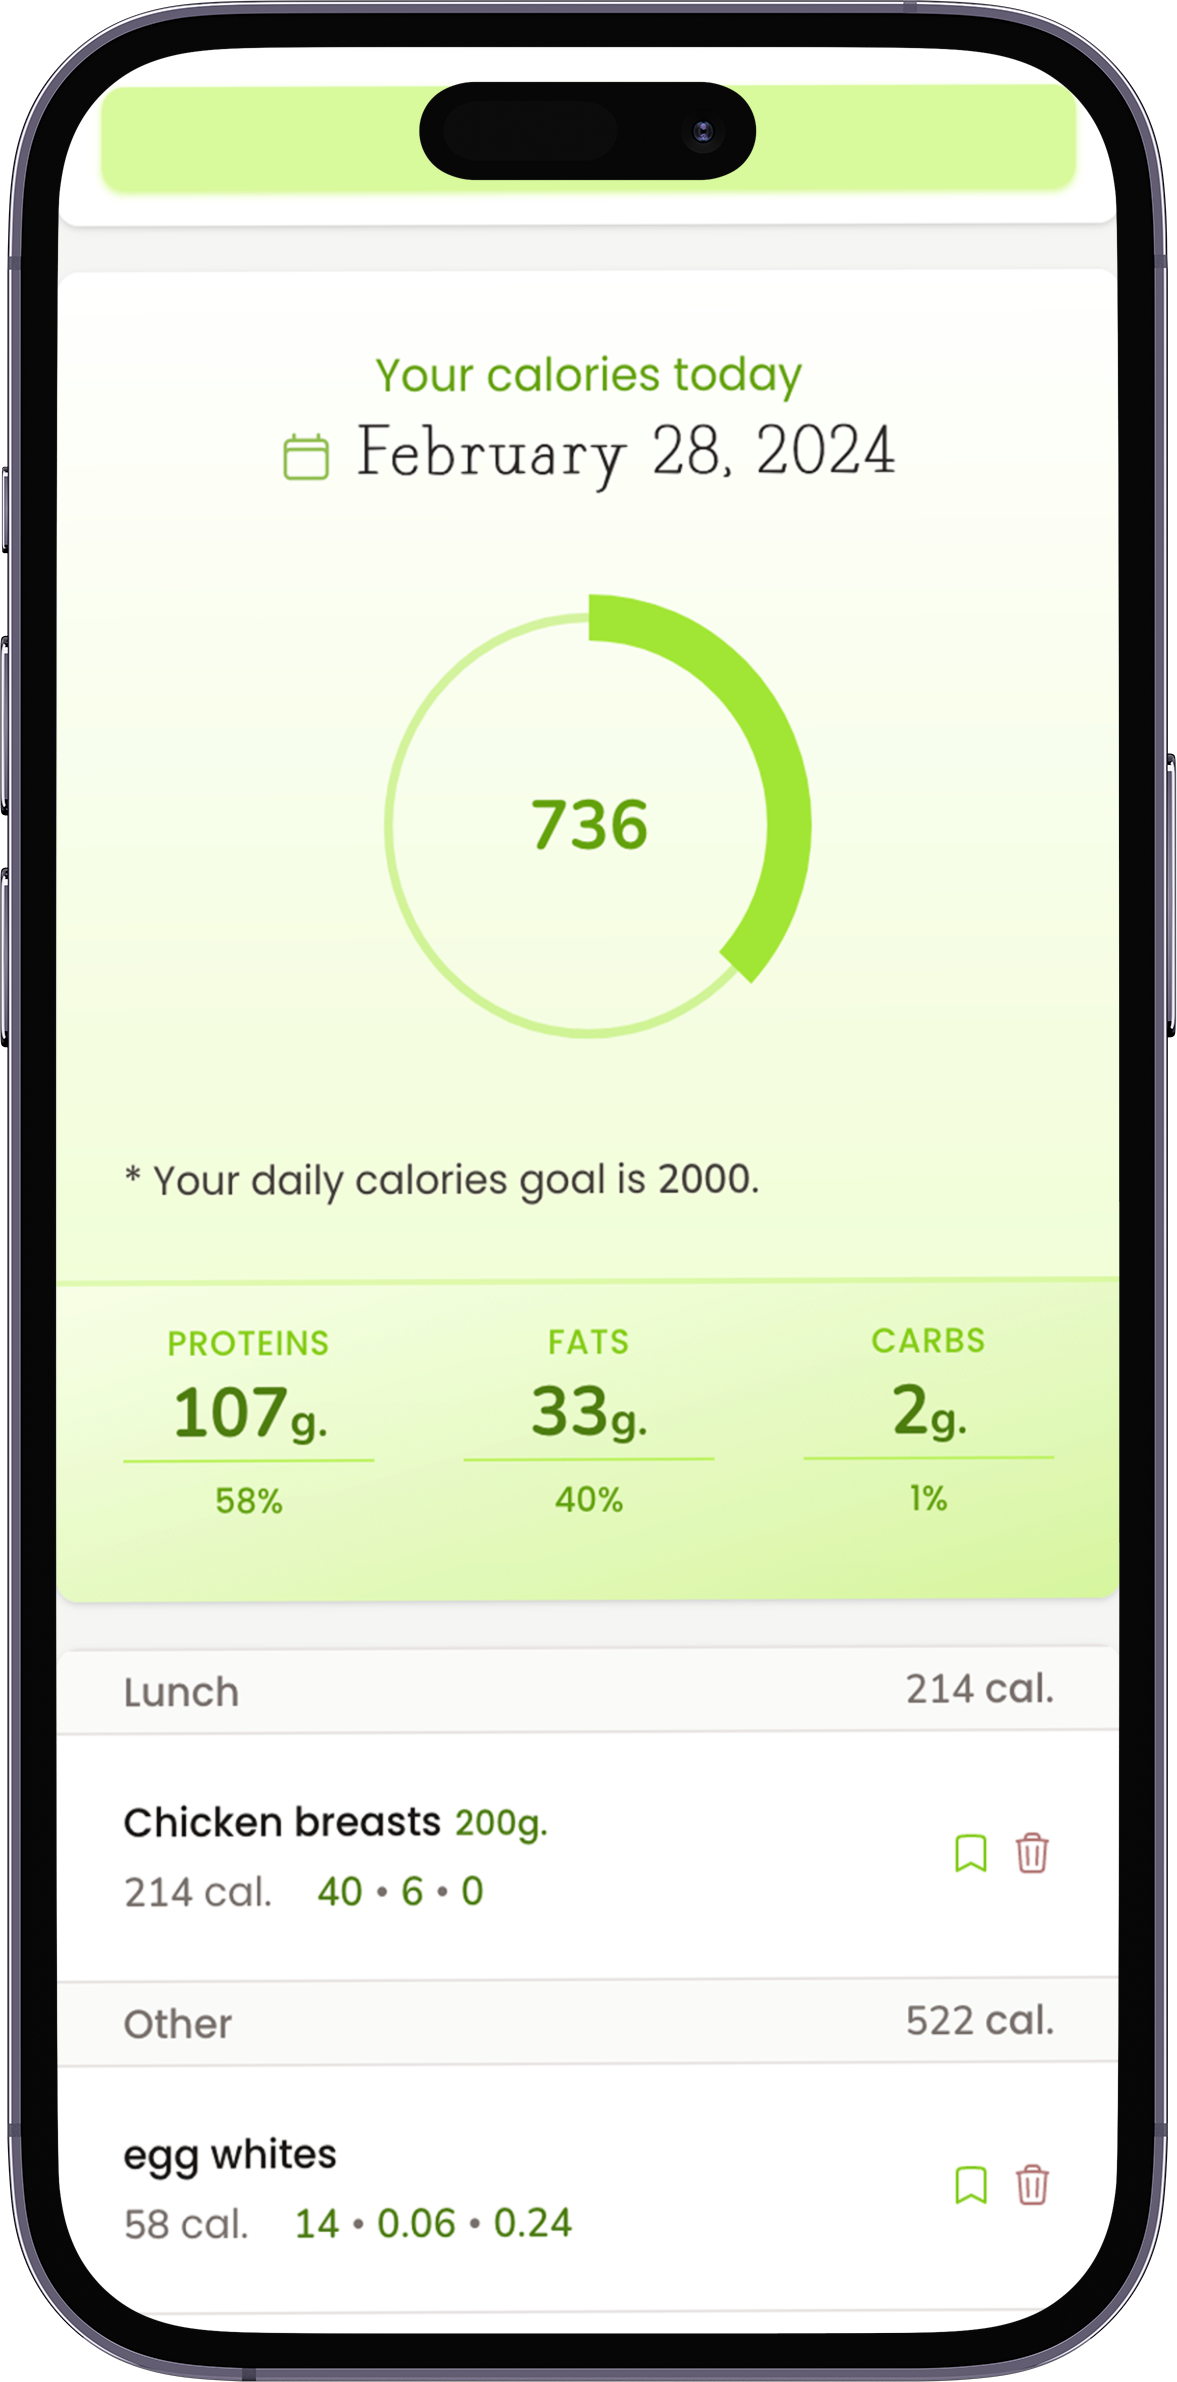 Your calories today
February 28, 2024
736
* Your daily calories goal is 2000.
PROTEINS FATS CARBS
107g. 33g. 2g.
58% 40% 1%
Lunch 214 cal.
Chicken breasts 200g.
214 cal. 40 • 6 • 0
Other 522 cal.
egg whites
58 cal. 14 • 0.06 • 0.24